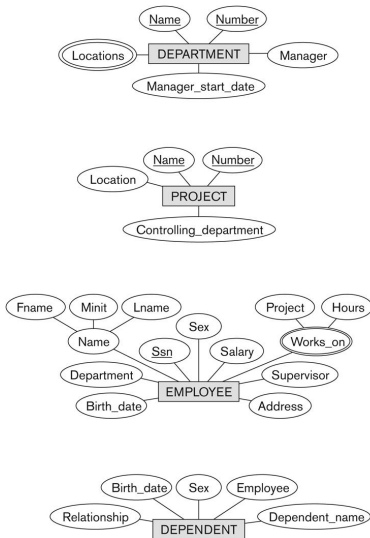 Name Number
Locations DEPARTMENT Manager
Manager_start_date
Name Number
Location
PROJECT
Controlling_department
Fname Minit Lname Project Hours
Sex
Name Ssn Salary Works_on
Department Supervisor
EMPLOYEE
Birth_date Address
Birth_date Sex Employee
Relationship Dependent_name
DEPENDENT